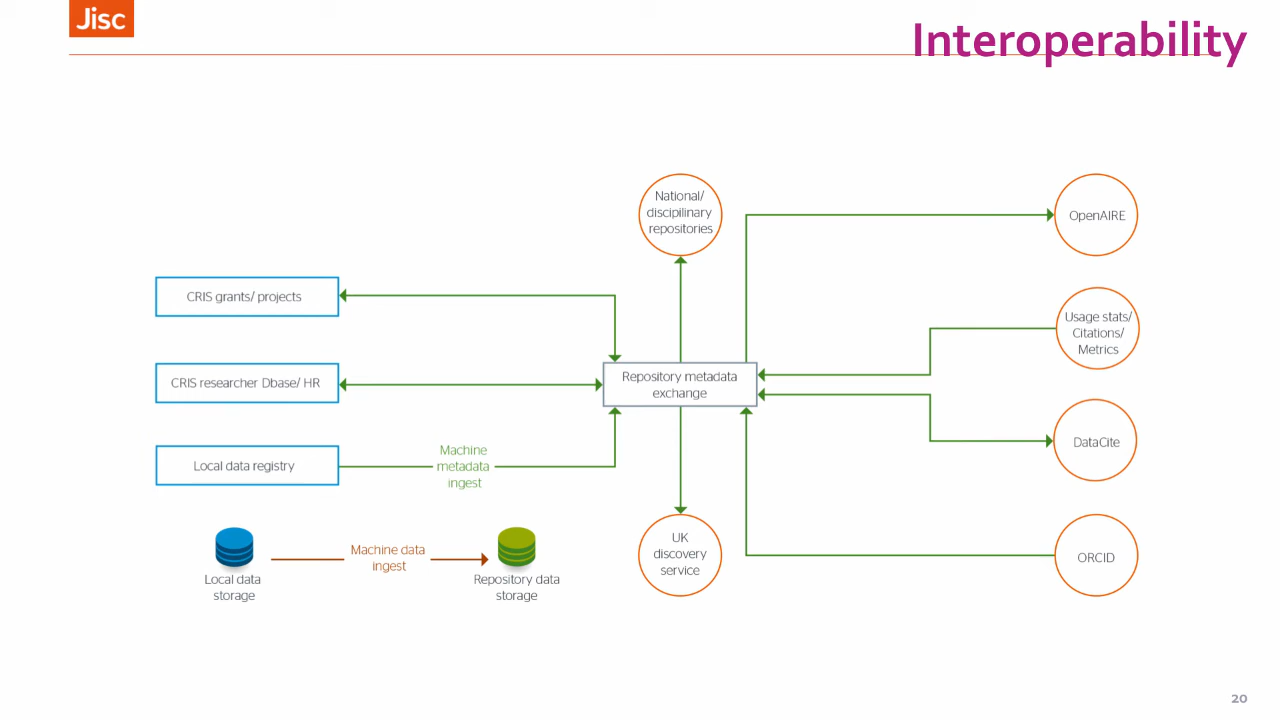 Jisc
Interoperability
National/
discipilinary
repositories
OpenAIRE
CRIS grants/ projects
Usage stats/
Citations/
Metrics
CRIS researcher Dbase/ HR
Repository metadata
exchange
Local data registry
Machine
metadata
ingest
DataCite
UK
discovery
service
ORCID
Machine data
ingest
Local data
storage
Repository data
storage
20